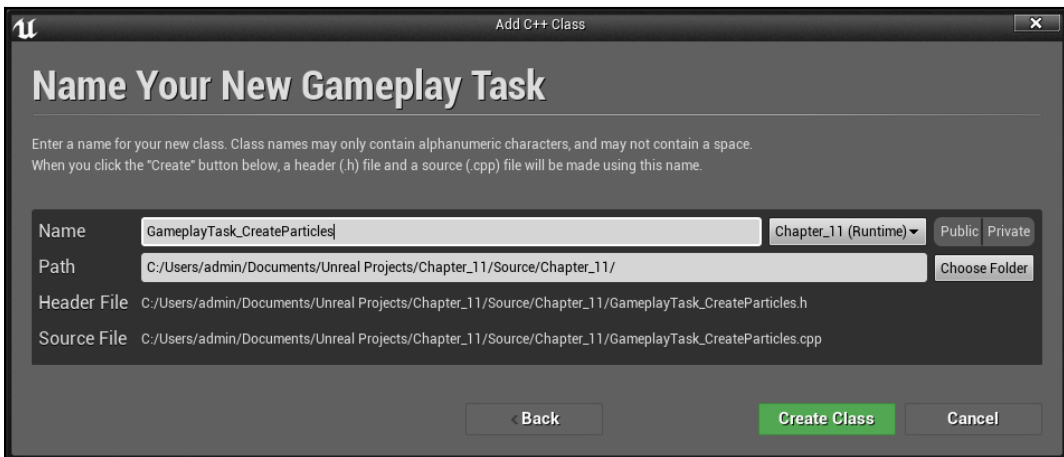 Add C++ Class
Name Your New Gameplay Task
Enter a name for your new class. Class names may only contain alphanumeric characters, and may not contain a space.
When you click the "Create" button below, a header (.h) file and a source (.cpp) file will be made using this name.
Name GameplayTask_CreateParticles Chapter_11 (Runtime) Public Private
Path C:/Users/admin/Documents/Unreal Projects/Chapter_11/Source/Chapter_11/ Choose Folder
Header File C:/Users/admin/Documents/Unreal Projects/Chapter_11/Source/Chapter_11/GameplayTask_CreateParticles.h
Source File C:/Users/admin/Documents/Unreal Projects/Chapter_11/Source/Chapter_11/GameplayTask_CreateParticles.cpp
Back Create Class Cancel